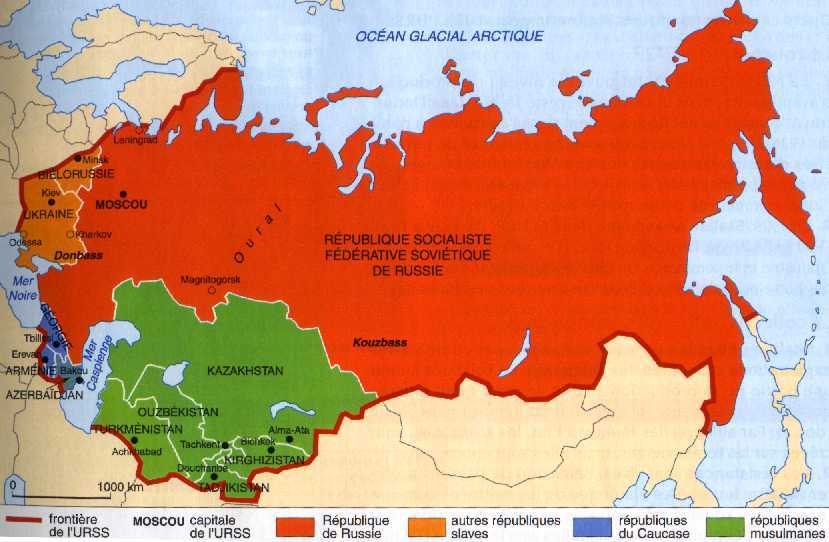 OCÉAN GLACIAL ARCTIQUE
Leningrad
Minsk
BIÉLORUSSIE
Kiev
UKRAINE
MOSCOU
Odessa
Kharkov
Donbass
Oural
RÉPUBLIQUE SOCIALISTE
FÉDÉRATIVE SOVIÉTIQUE
DE RUSSIE
Mer
Noire
Magnitogorsk
GÉORGIE
Tbilissi
Mer
Caspienne
Kouzbass
Erevan
ARMÉNIE
Bakou
KAZAKHSTAN
AZERBAÏDJAN
OUZBÉKISTAN
TURKMÉNISTAN
Alma-Ata
Tachkent
Bichkek
Achkhabad
KIRGHIZISTAN
Douchanbé
TADJIKISTAN
0
1000 km
frontière
de l'URSS
MOSCOU
capitale
de l'URSS
République
de Russie
autres républiques
slaves
républiques
du Caucase
républiques
musulmanes